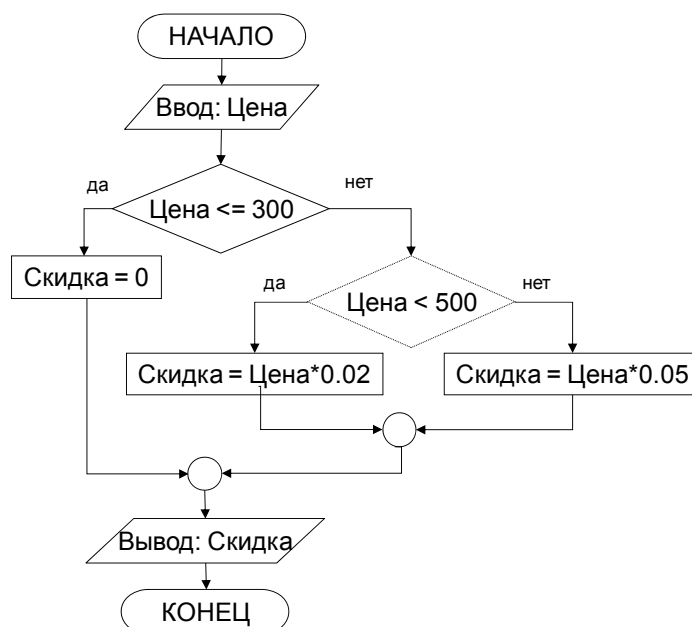 НАЧАЛО
Ввод: Цена
да
нет
Цена <= 300
Скидка = 0
да
нет
Цена < 500
Скидка = Цена*0.02
Скидка = Цена*0.05
Вывод: Скидка
КОНЕЦ